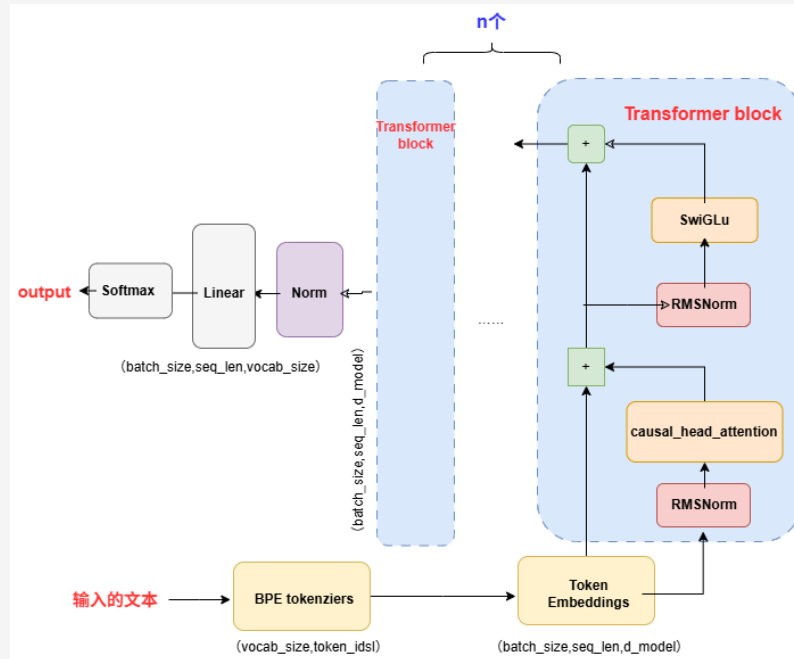 n个
Transformer block
Transformer
block
+
SwiGLu
RMSNorm
output
Softmax
Linear
Norm
......
(batch_size,seq_len,vocab_size)
(batch_size,seq_len,d_model)
+
causal_head_attention
RMSNorm
输入的文本
BPE tokenziers
Token
Embeddings
(vocab_size,token_idsl)
(batch_size,seq_len,d_model)